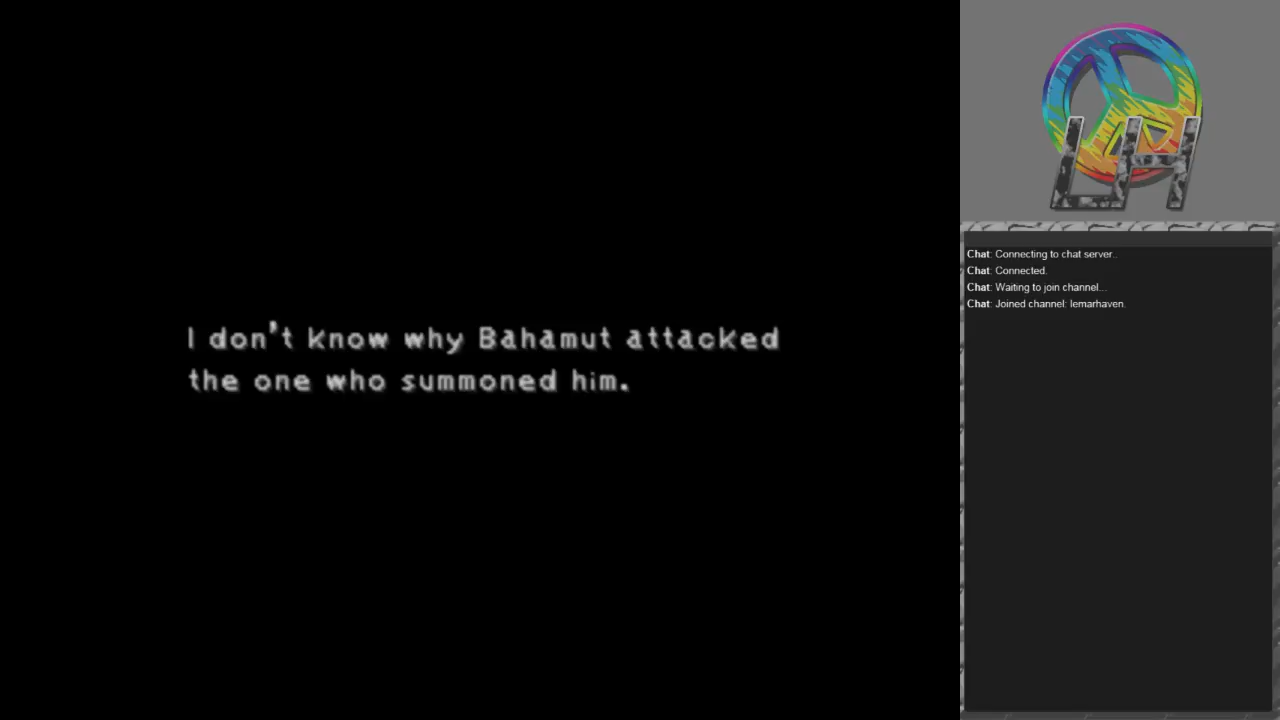 I don't know why Bahamut attacked
the one who summoned him.
LH
Chat: Connecting to chat server..
Chat: Connected.
Chat: Waiting to join channel...
Chat: Joined channel: lemarhaven.